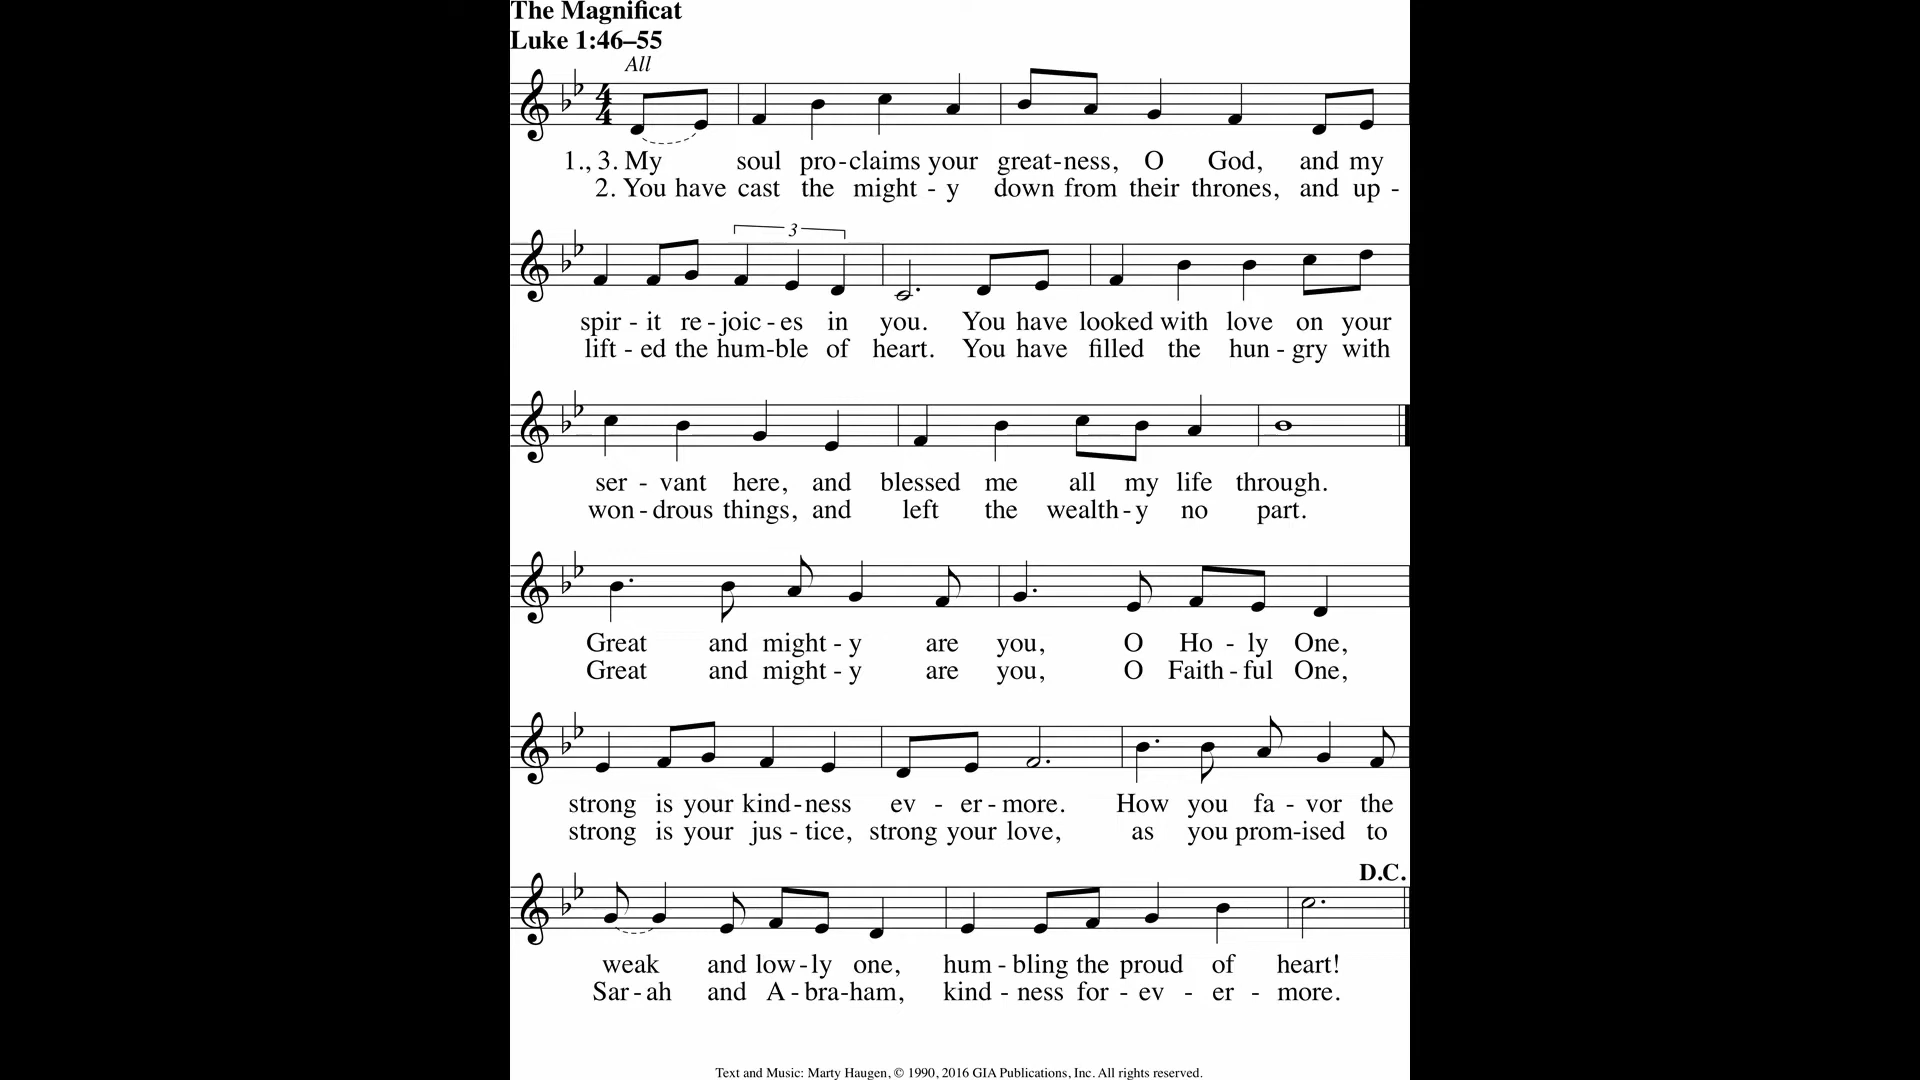 The Magnificat
Luke 1:46–55
All
1., 3. My soul pro-claims your great-ness, O God, and my
2. You have cast the might - y down from their thrones, and up -
3
spir - it re - joic - es in you. You have looked with love on your
lift - ed the hum-ble of heart. You have filled the hun - gry with
ser - vant here, and blessed me all my life through.
won - drous things, and left the wealth - y no part.
Great and might - y are you, O Ho - ly One,
Great and might - y are you, O Faith - ful One,
strong is your kind-ness ev - er - more. How you fa - vor the
strong is your jus - tice, strong your love, as you prom-ised to
D.C.
weak and low-ly one, hum - bling the proud of heart!
Sar - ah and A - bra-ham, kind - ness for - ev - er - more.
Text and Music: Marty Haugen, © 1990, 2016 GIA Publications, Inc. All rights reserved.